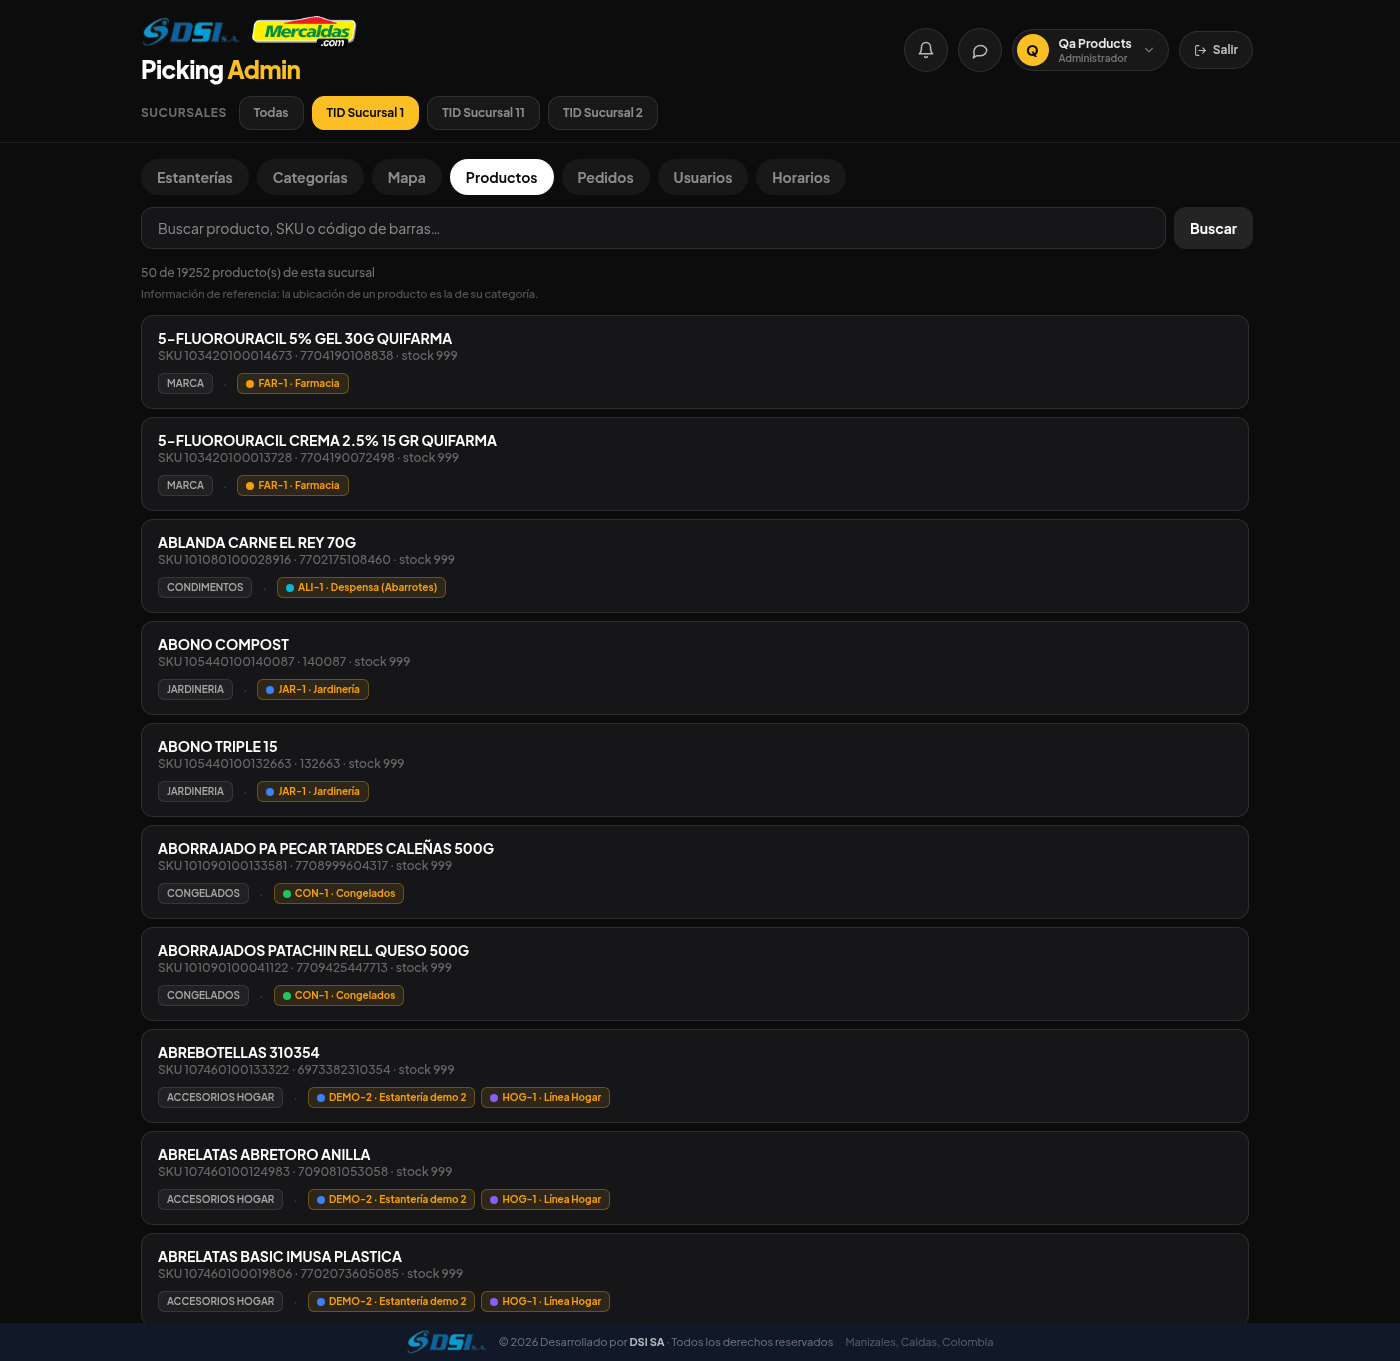 DSI S.A. Mercaldas .com
Picking Admin
Q Qa Products
Administrador
Salir
SUCURSALES Todas TID Sucursal 1 TID Sucursal 11 TID Sucursal 2
Estanterías Categorías Mapa Productos Pedidos Usuarios Horarios
Buscar producto, SKU o código de barras... Buscar
50 de 19252 producto(s) de esta sucursal
Información de referencia: la ubicación de un producto es la de su categoría.
5-FLUOROURACIL 5% GEL 30G QUIFARMA
SKU 103420100014673 · 7704190108838 · stock 999
MARCA · FAR-1 · Farmacia
5-FLUOROURACIL CREMA 2.5% 15 GR QUIFARMA
SKU 103420100013728 · 7704190072498 · stock 999
MARCA · FAR-1 · Farmacia
ABLANDA CARNE EL REY 70G
SKU 101080100028916 · 7702175108460 · stock 999
CONDIMENTOS · ALI-1 · Despensa (Abarrotes)
ABONO COMPOST
SKU 105440100140087 · 140087 · stock 999
JARDINERIA · JAR-1 · Jardinería
ABONO TRIPLE 15
SKU 105440100132663 · 132663 · stock 999
JARDINERIA · JAR-1 · Jardinería
ABORRAJADO PA PECAR TARDES CALEÑAS 500G
SKU 101090100133581 · 7708999604317 · stock 999
CONGELADOS · CON-1 · Congelados
ABORRAJADOS PATACHIN RELL QUESO 500G
SKU 101090100041122 · 7709425447713 · stock 999
CONGELADOS · CON-1 · Congelados
ABREBOTELLAS 310354
SKU 107460100133322 · 6973382310354 · stock 999
ACCESORIOS HOGAR · DEMO-2 · Estantería demo 2 HOG-1 · Línea Hogar
ABRELATAS ABRETORO ANILLA
SKU 107460100124983 · 709081053058 · stock 999
ACCESORIOS HOGAR · DEMO-2 · Estantería demo 2 HOG-1 · Línea Hogar
ABRELATAS BASIC IMUSA PLASTICA
SKU 107460100019806 · 7702073605085 · stock 999
ACCESORIOS HOGAR · DEMO-2 · Estantería demo 2 HOG-1 · Línea Hogar
DSI S.A. © 2026 Desarrollado por DSI SA · Todos los derechos reservados Manizales, Caldas, Colombia